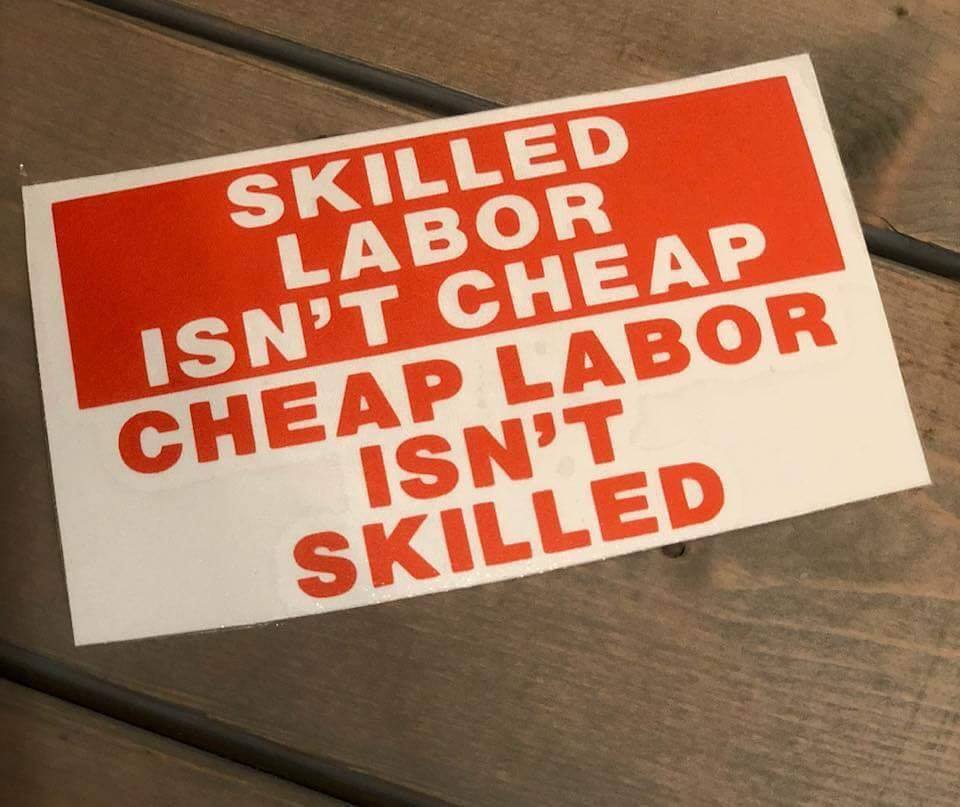 SKILLED
LABOR
ISN'T CHEAP
CHEAP LABOR
ISN'T
SKILLED